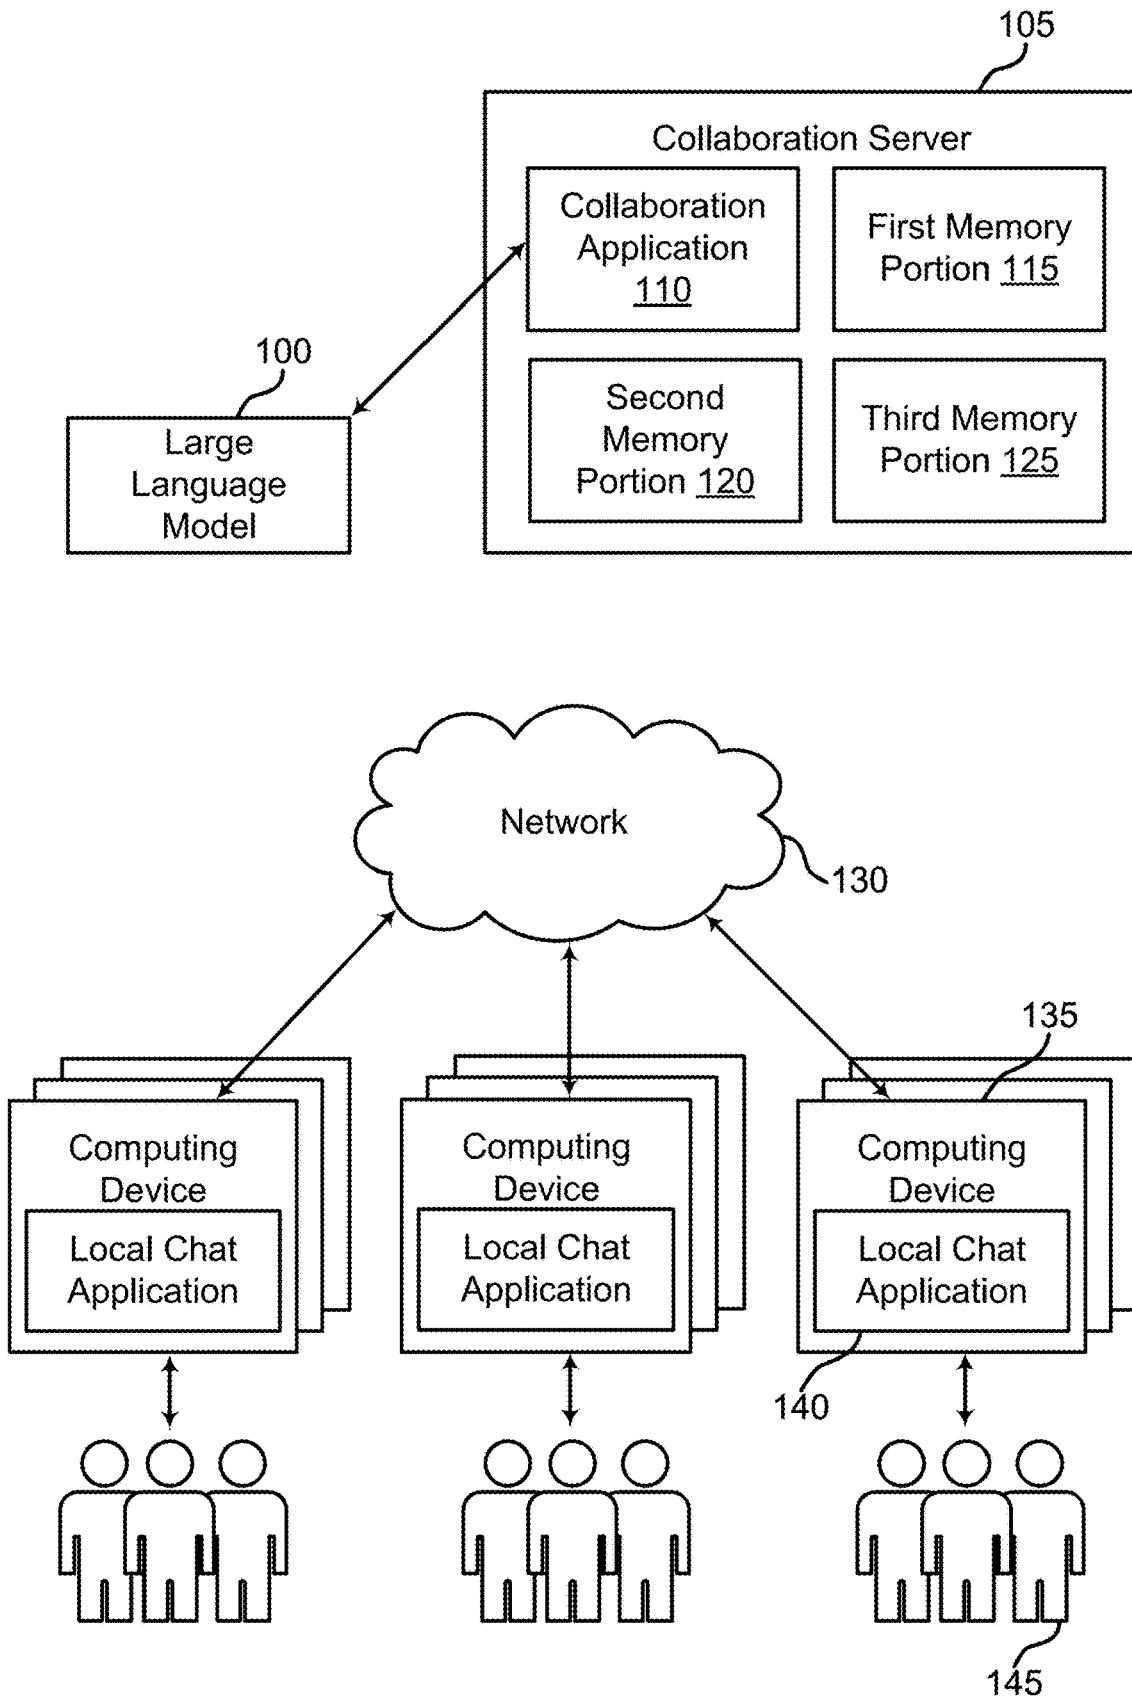 105
Collaboration Server
Collaboration
Application
110
First Memory
Portion 115
100
Large
Language
Model
Second
Memory
Portion 120
Third Memory
Portion 125
Network
130
135
Computing
Device
Local Chat
Application
Computing
Device
Local Chat
Application
Computing
Device
Local Chat
Application
140
145